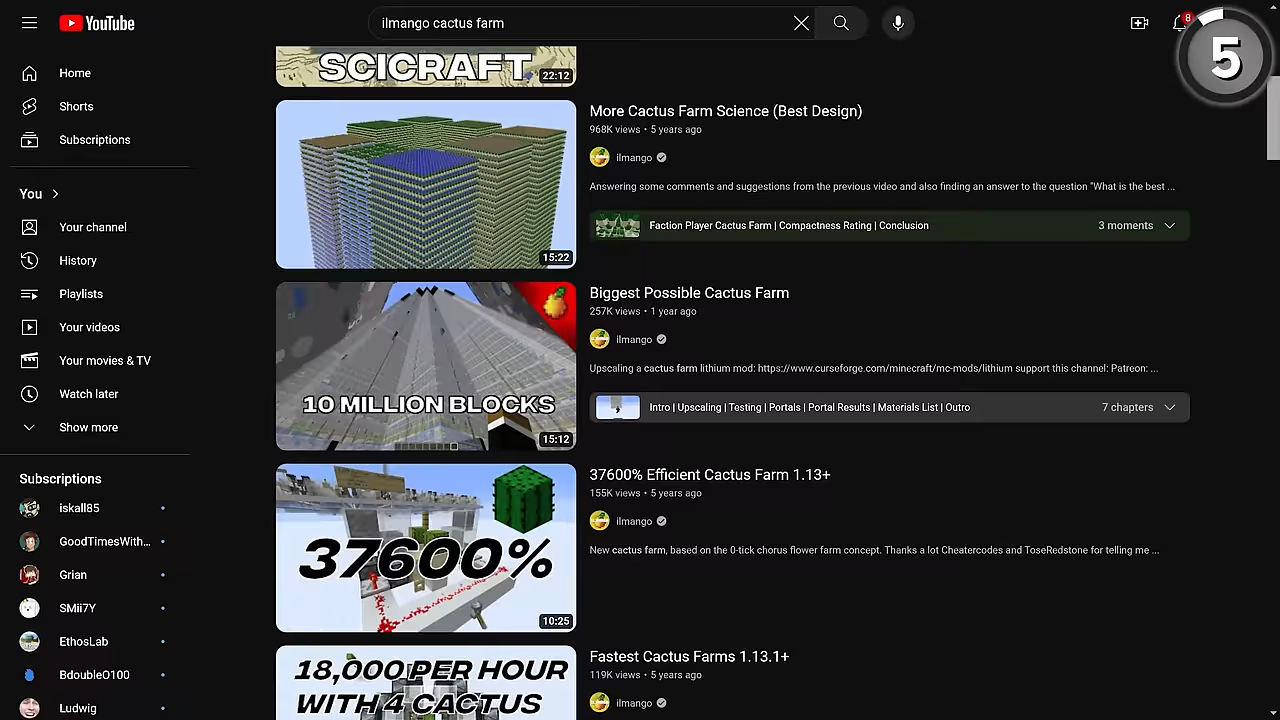 YouTube
ilmango cactus farm
8
5
Home
Shorts
Subscriptions
You
Your channel
History
Playlists
Your videos
Your movies & TV
Watch later
Show more
Subscriptions
iskall85
GoodTimesWith...
Grian
SMii7Y
EthosLab
BdoubleO100
Ludwig
SCICRAFT
22:12
15:22
More Cactus Farm Science (Best Design)
968K views • 5 years ago
ilmango
Answering some comments and suggestions from the previous video and also finding an answer to the question "What is the best ...
Faction Player Cactus Farm | Compactness Rating | Conclusion
3 moments
10 MILLION BLOCKS
15:12
Biggest Possible Cactus Farm
257K views • 1 year ago
ilmango
Upscaling a cactus farm lithium mod: https://www.curseforge.com/minecraft/mc-mods/lithium support this channel: Patreon: ...
Intro | Upscaling | Testing | Portals | Portal Results | Materials List | Outro
7 chapters
37600%
10:25
37600% Efficient Cactus Farm 1.13+
155K views • 5 years ago
ilmango
New cactus farm, based on the 0-tick chorus flower farm concept. Thanks a lot Cheatercodes and ToseRedstone for telling me ...
18,000 PER HOUR
WITH 4 CACTUS
Fastest Cactus Farms 1.13.1+
119K views • 5 years ago
ilmango